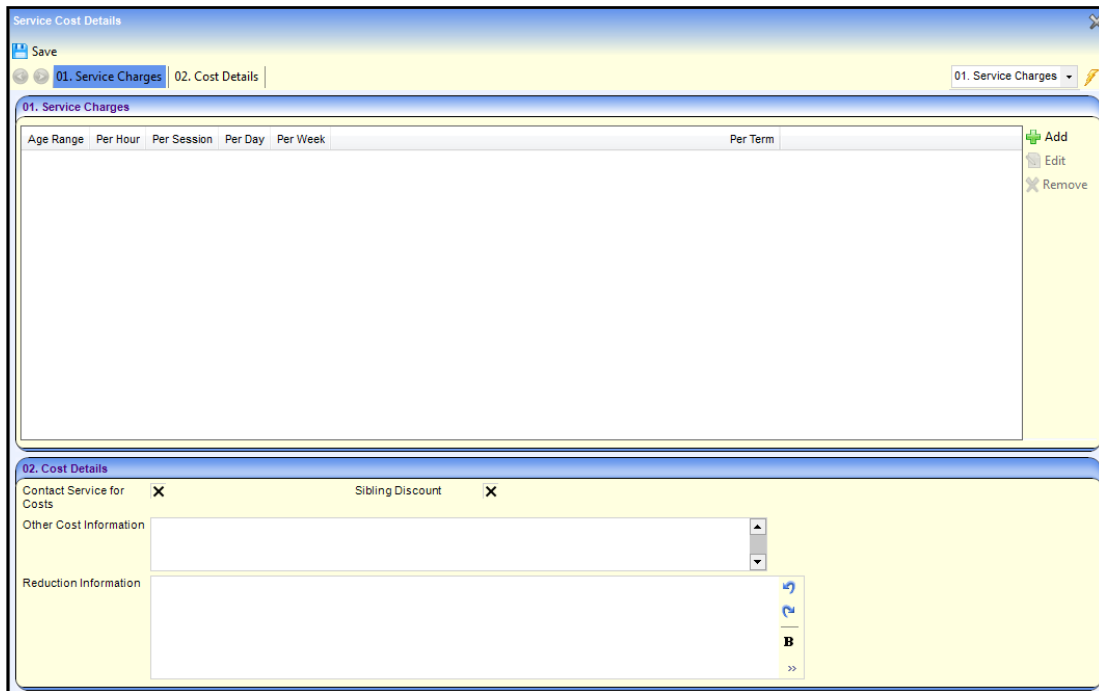 Service Cost Details
Save
01. Service Charges 02. Cost Details 01. Service Charges
01. Service Charges
Age Range Per Hour Per Session Per Day Per Week Per Term
Add
Edit
Remove
02. Cost Details
Contact Service for Costs Sibling Discount
Other Cost Information
Reduction Information
B